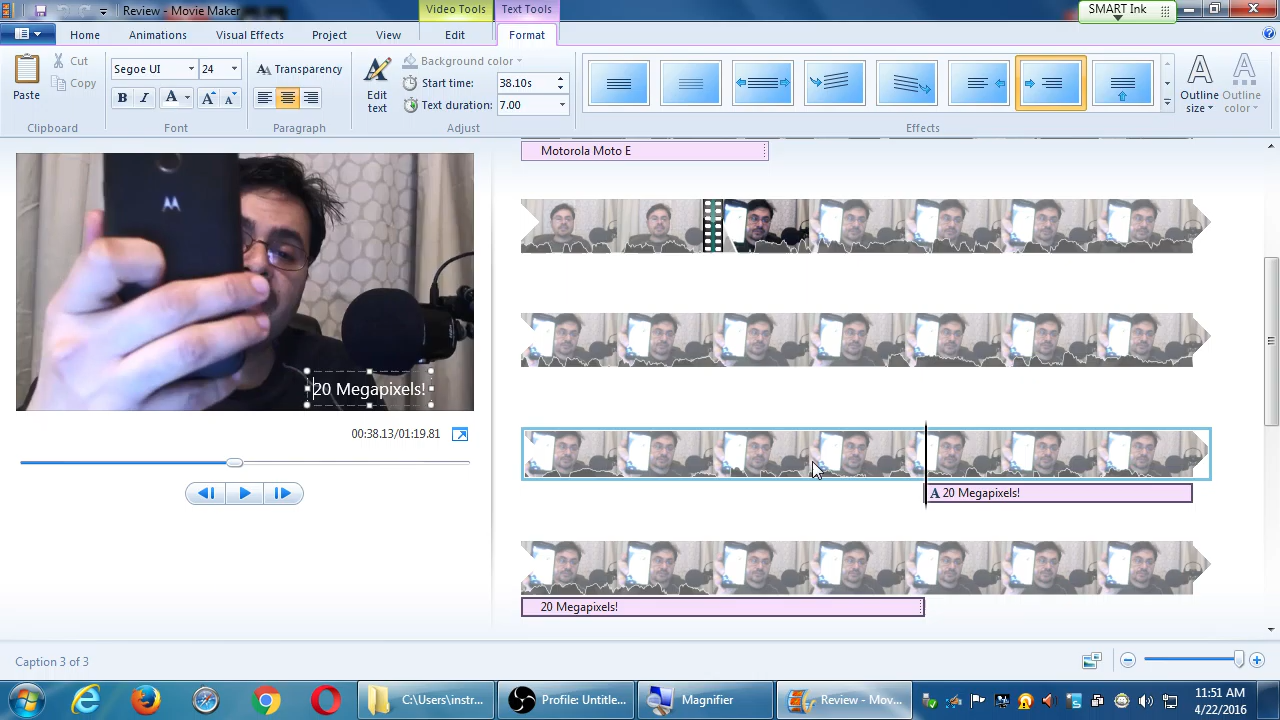 Review - Movie Maker
Video Tools
Text Tools
SMART Ink
Home
Animations
Visual Effects
Project
View
Edit
Format
Paste
Cut
Copy
Clipboard
Segoe UI
24
B I A A A
Font
Transparency
Paragraph
Edit
text
Background color
Start time:
38.10s
Text duration:
7.00
Adjust
Effects
Outline
size
Outline
color
20 Megapixels!
00:38.13/01:19.81
Motorola Moto E
A 20 Megapixels!
20 Megapixels!
Caption 3 of 3
C:\Users\instr...
Profile: Untitle...
Magnifier
Review - Mov...
11:51 AM
4/22/2016